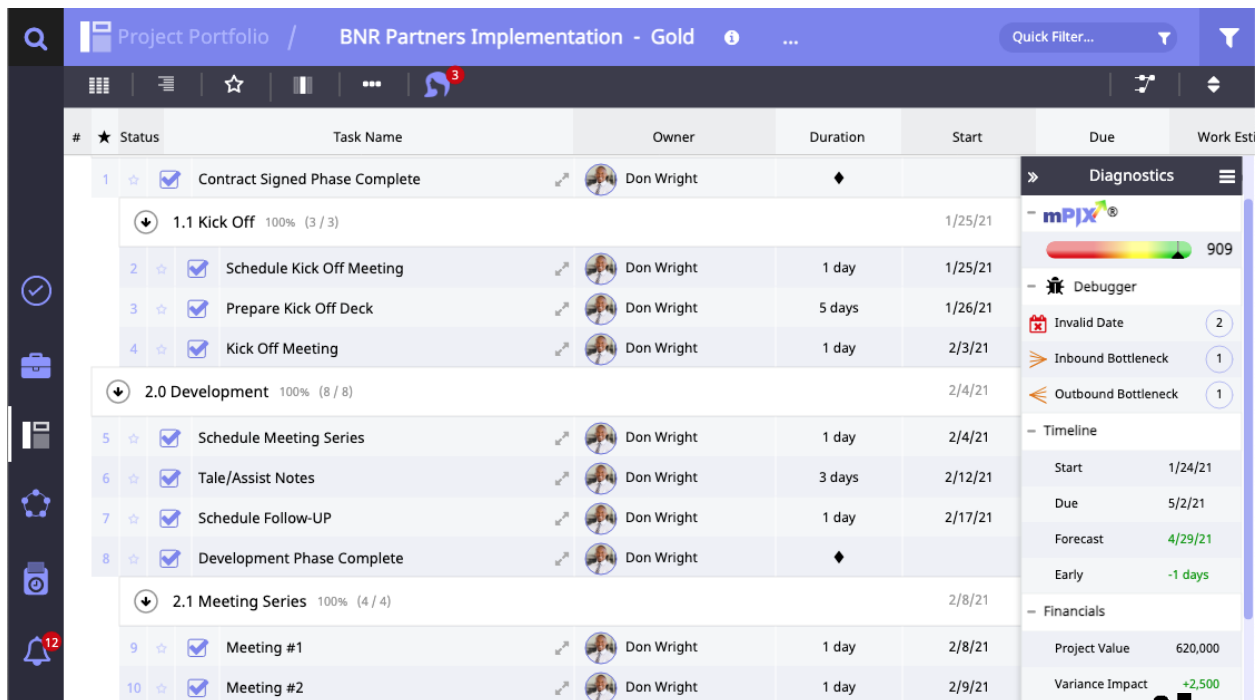 Project Portfolio / BNR Partners Implementation - Gold ...
Quick Filter...
3
# Status Task Name Owner Duration Start Due Work Esti
1 Contract Signed Phase Complete Don Wright
1.1 Kick Off 100% (3 / 3) 1/25/21
2 Schedule Kick Off Meeting Don Wright 1 day 1/25/21
3 Prepare Kick Off Deck Don Wright 5 days 1/26/21
4 Kick Off Meeting Don Wright 1 day 2/3/21
2.0 Development 100% (8 / 8) 2/4/21
5 Schedule Meeting Series Don Wright 1 day 2/4/21
6 Tale/Assist Notes Don Wright 3 days 2/12/21
7 Schedule Follow-UP Don Wright 1 day 2/17/21
8 Development Phase Complete Don Wright
2.1 Meeting Series 100% (4 / 4) 2/8/21
9 Meeting #1 Don Wright 1 day 2/8/21
10 Meeting #2 Don Wright 1 day 2/9/21
Diagnostics
mPIX®
909
Debugger
Invalid Date 2
Inbound Bottleneck 1
Outbound Bottleneck 1
Timeline
Start 1/24/21
Due 5/2/21
Forecast 4/29/21
Early -1 days
Financials
Project Value 620,000
Variance Impact +2,500
12